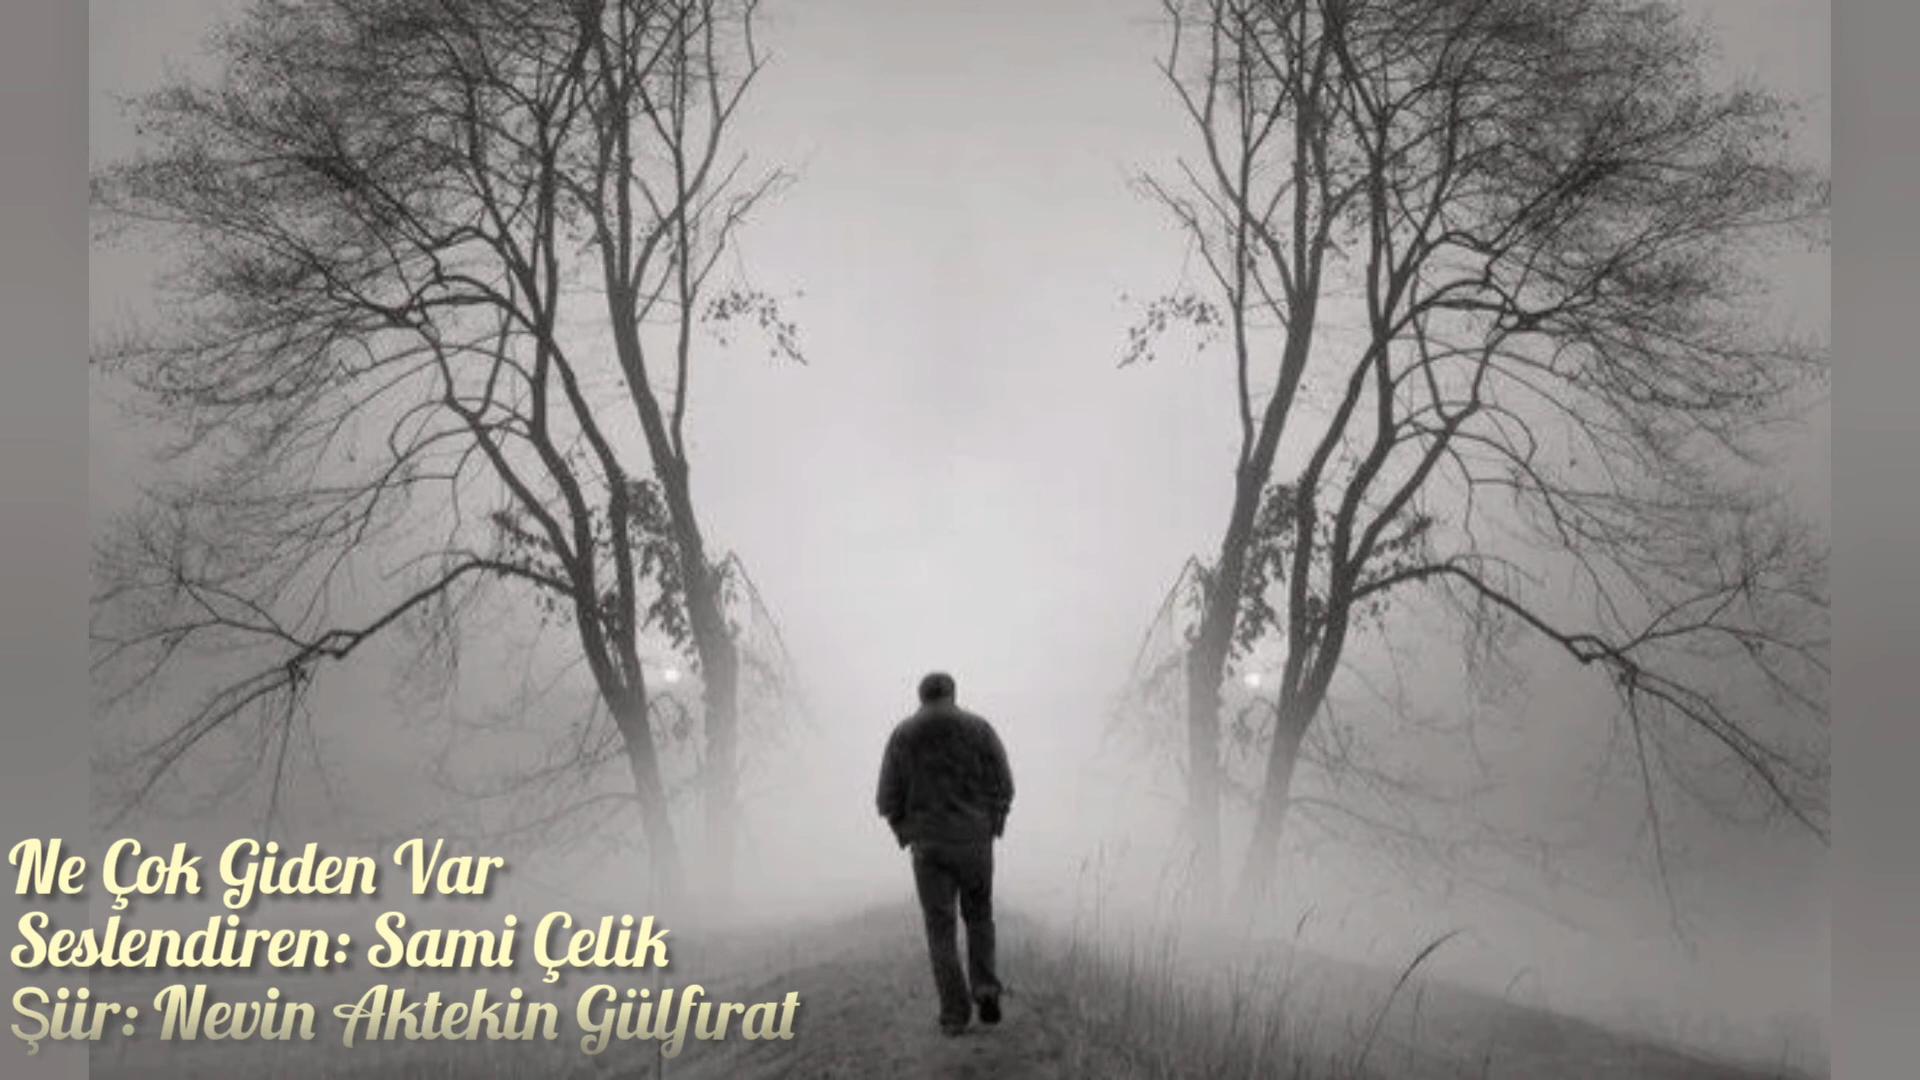 Ne Çok Giden Var
Seslendiren: Sami Çelik
Şiir: Nevin Aktekin Gülfırat